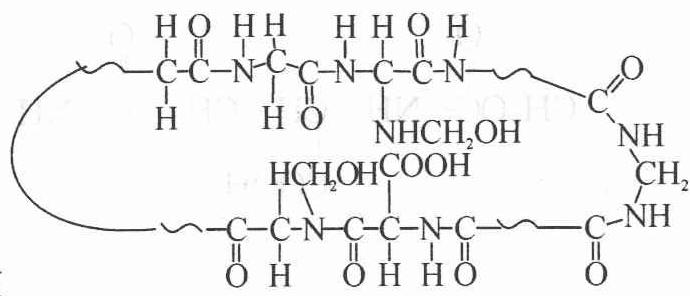 H O H H H O H
H–C–C–N–C–C–N–C–C–N
H H O NHCH₂OH
C O
NH
CH₂
NH
HCH₂OH COOH
C–C–N–C–C–N–C C
O H O H H O O